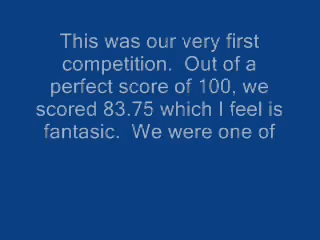 This was our very first
competition.  Out of a
perfect score of 100, we
scored 83.75 which I feel is
fantasic.  We were one of